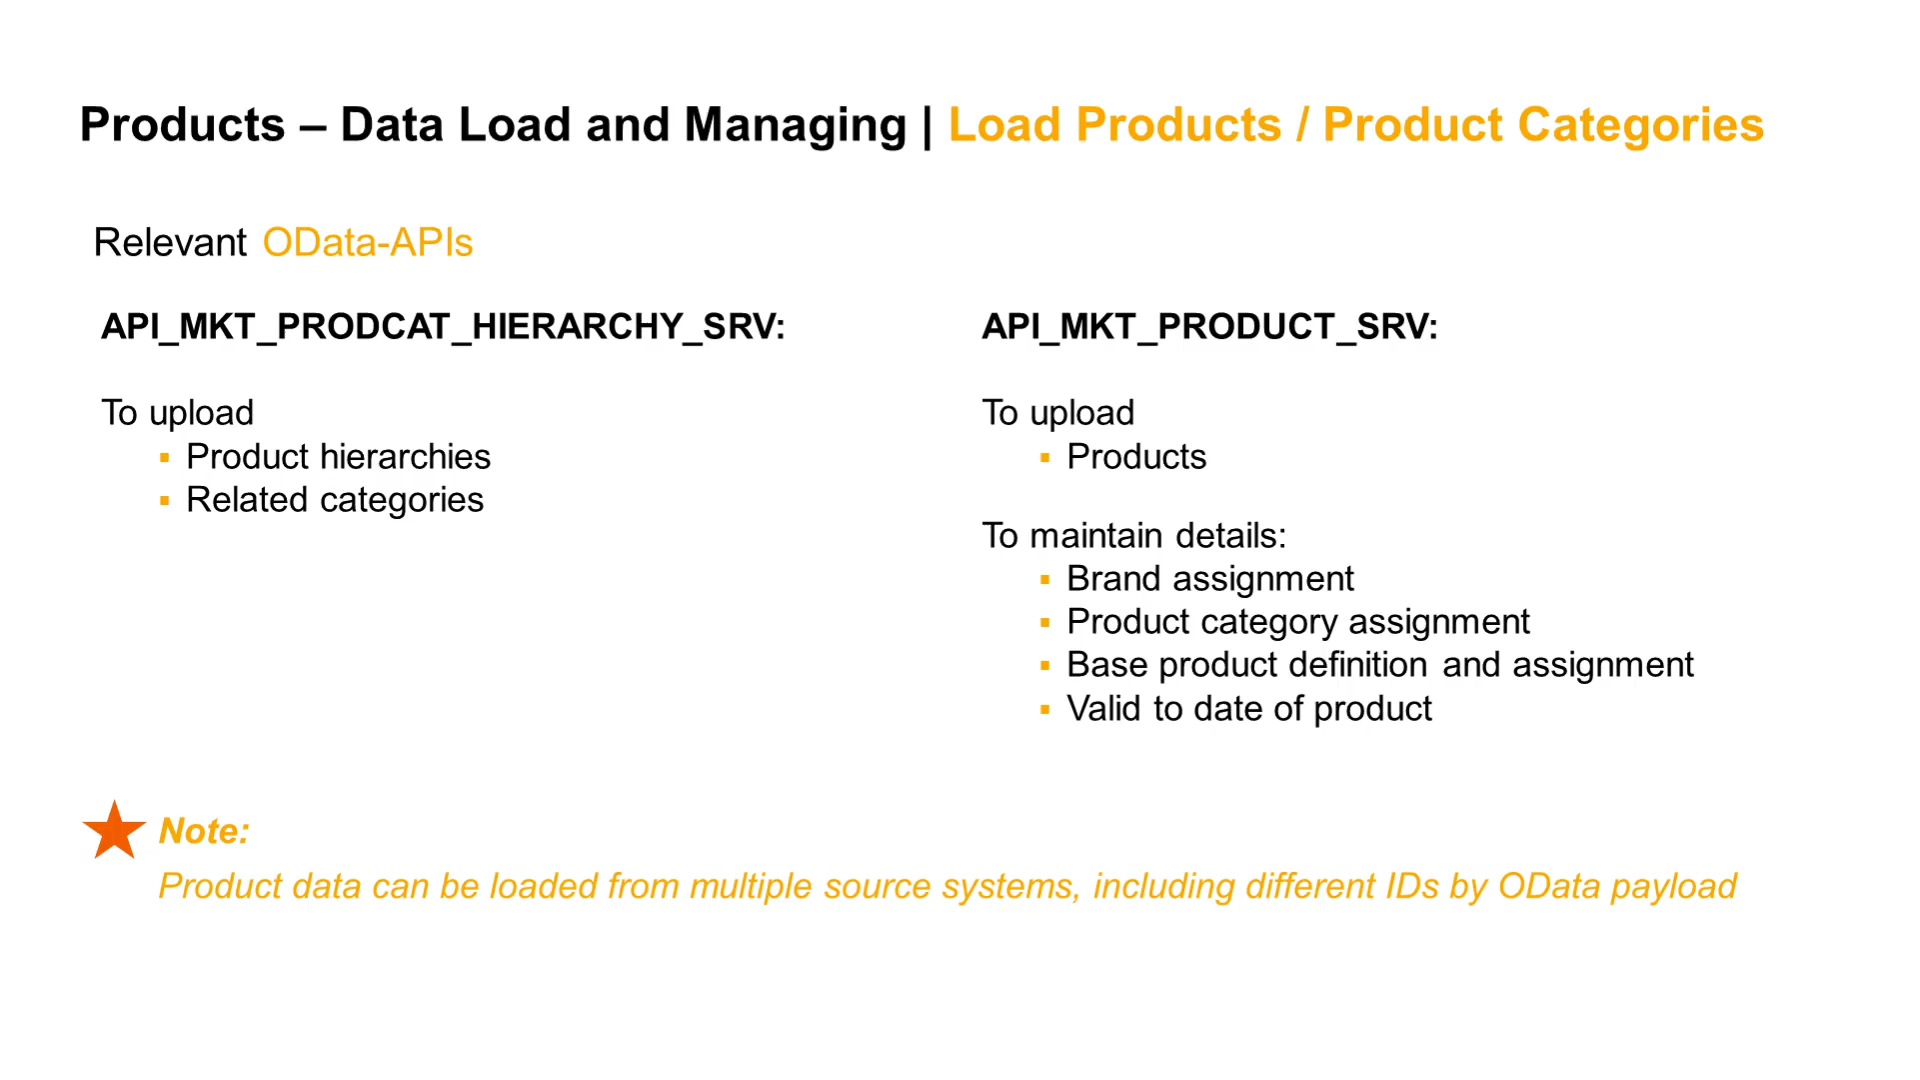 Products – Data Load and Managing | Load Products / Product Categories
Relevant OData-APIs
API_MKT_PRODCAT_HIERARCHY_SRV:
To upload
▪ Product hierarchies
▪ Related categories
API_MKT_PRODUCT_SRV:
To upload
▪ Products
To maintain details:
▪ Brand assignment
▪ Product category assignment
▪ Base product definition and assignment
▪ Valid to date of product
Note:
Product data can be loaded from multiple source systems, including different IDs by OData payload